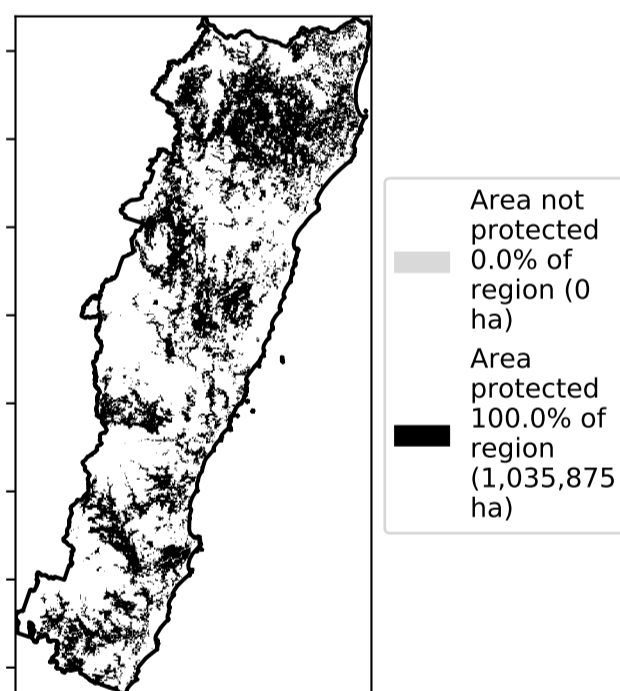 Area not
protected
0.0% of
region (0
ha)
Area
protected
100.0% of
region
(1,035,875
ha)